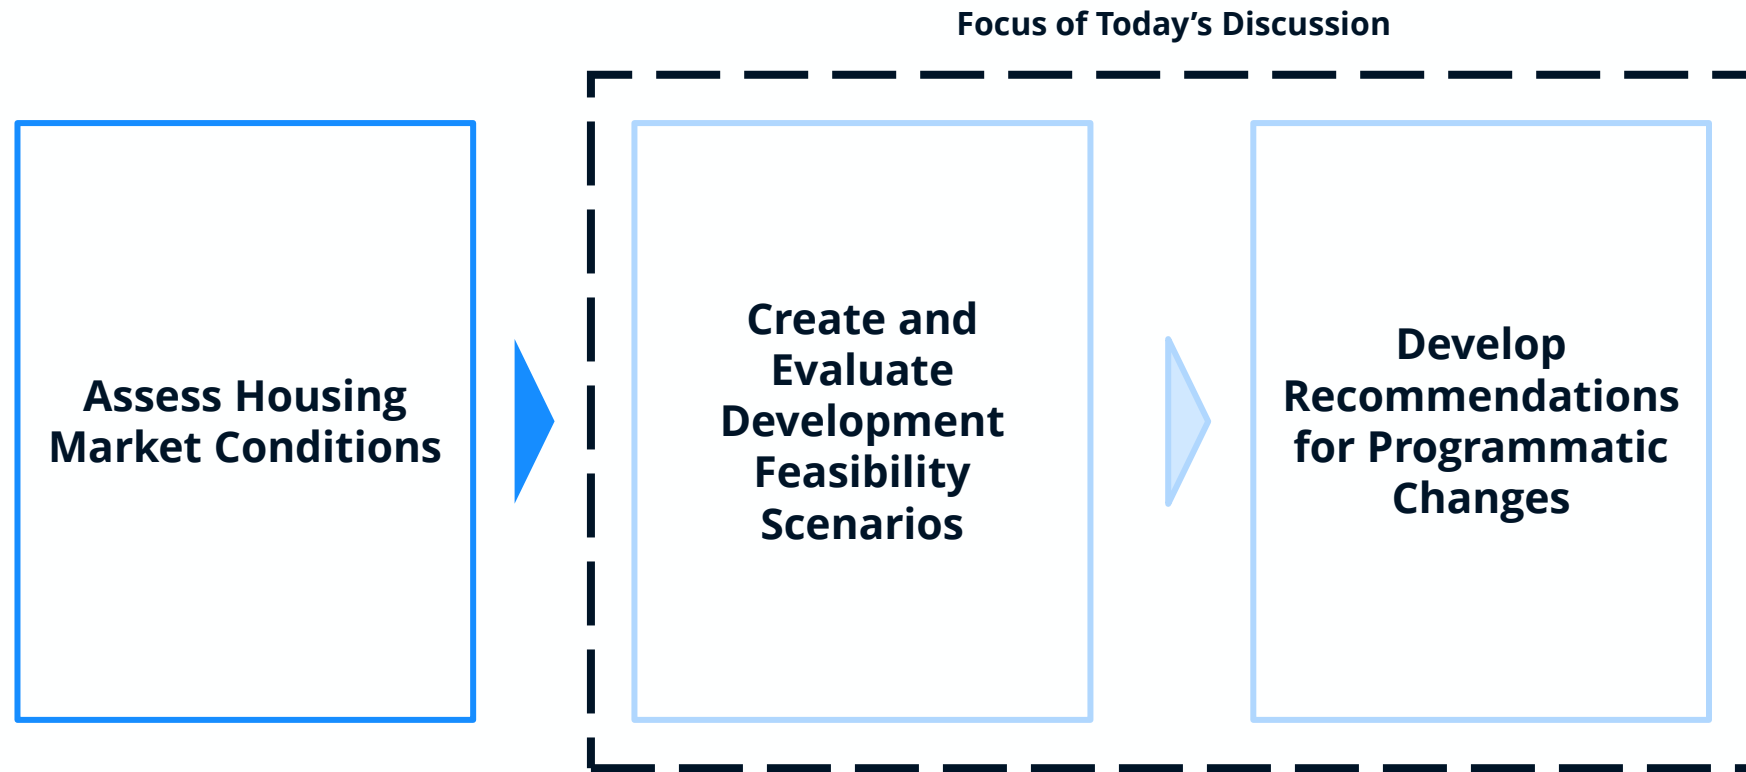 Focus of Today’s Discussion
Assess Housing
Market Conditions
Create and
Evaluate
Development
Feasibility
Scenarios
Develop
Recommendations
for Programmatic
Changes